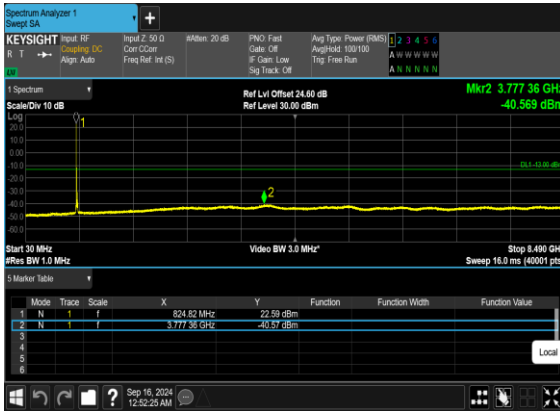 Spectrum Analyzer 1
Swept SA
+
KEYSIGHT Input: RF Input Z: 50 Ω #Atten: 20 dB PNO: Fast Avg Type: Power (RMS) 1 2 3 4 5 6
R T Coupling: DC Corr CCorr Gate: Off Avg|Hold: 100/100 A W W W W W
Align: Auto Freq Ref: Int (S) IF Gain: Low Trig: Free Run
Sig Track: Off A N N N N N
1 Spectrum
Scale/Div 10 dB
Ref Lvl Offset 24.60 dB
Ref Level 30.00 dBm
Mkr2 3.777 36 GHz
-40.569 dBm
Log
20.0
10.0
0.00
-10.0
-20.0
-30.0
-40.0
-50.0
-60.0
1
2
DL1 -13.00 dBm
Start 30 MHz Video BW 3.0 MHz* Stop 8.490 GHz
#Res BW 1.0 MHz Sweep 16.0 ms (40001 pts)
5 Marker Table
Mode Trace Scale X Y Function Function Width Function Value
1 N 1 f 824.82 MHz 22.59 dBm
2 N 1 f 3.777 36 GHz -40.57 dBm
3
4
5
6
Local
?
Sep 16, 2024
12:52:25 AM